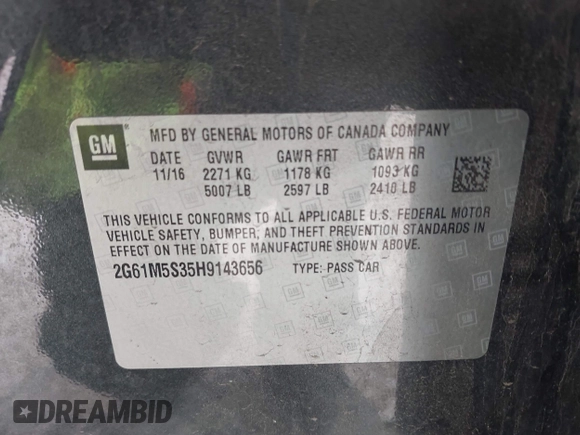 GM
MFD BY GENERAL MOTORS OF CANADA COMPANY
DATE GVWR GAWR FRT GAWR RR
11/16 2271 KG 1178 KG 1093 KG
5007 LB 2597 LB 2410 LB
THIS VEHICLE CONFORMS TO ALL APPLICABLE U.S. FEDERAL MOTOR
VEHICLE SAFETY, BUMPER, AND THEFT PREVENTION STANDARDS IN
EFFECT ON THE DATE OF MANUFACTURE SHOWN ABOVE.
2G61M5S35H9143656 TYPE: PASS CAR
DREAMBID